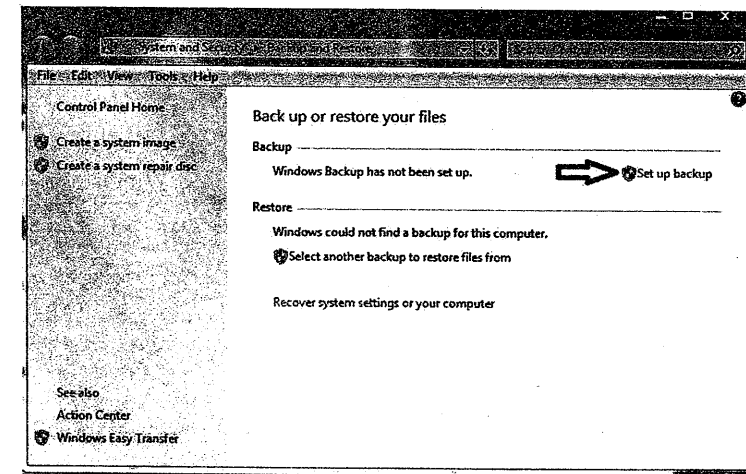 System and Security Backup and Restore
File Edit View Tools Help
Control Panel Home
Create a system image
Create a system repair disc
See also
Action Center
Windows Easy Transfer
Back up or restore your files
Backup
Windows Backup has not been set up.
Set up backup
Restore
Windows could not find a backup for this computer.
Select another backup to restore files from
Recover system settings or your computer